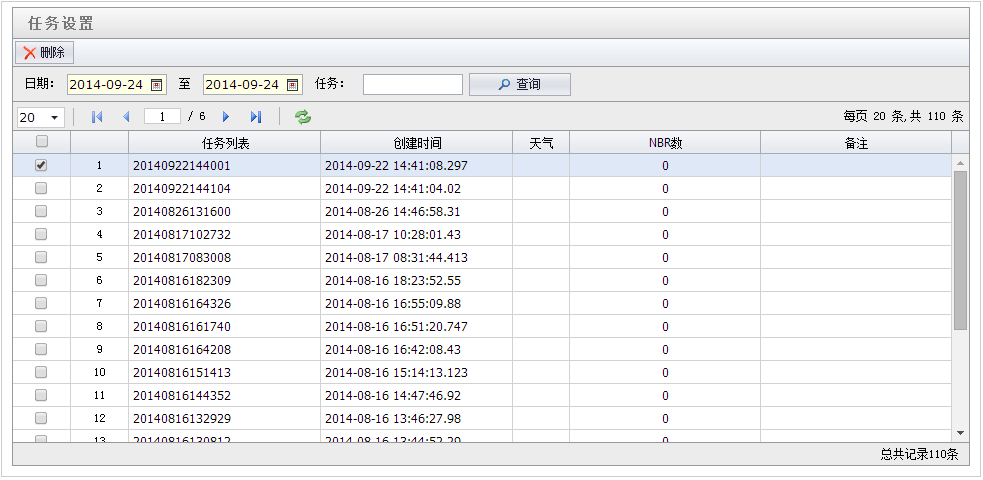 任务设置
删除
日期： 2014-09-24 至 2014-09-24 任务： 查询
20 1 / 6 每页 20 条,共 110 条
任务列表 创建时间 天气 NBR数 备注
1 20140922144001 2014-09-22 14:41:08.297 0
2 20140922144104 2014-09-22 14:41:04.02 0
3 20140826131600 2014-08-26 14:46:58.31 0
4 20140817102732 2014-08-17 10:28:01.43 0
5 20140817083008 2014-08-17 08:31:44.413 0
6 20140816182309 2014-08-16 18:23:52.55 0
7 20140816164326 2014-08-16 16:55:09.88 0
8 20140816161740 2014-08-16 16:51:20.747 0
9 20140816164208 2014-08-16 16:42:08.43 0
10 20140816151413 2014-08-16 15:14:13.123 0
11 20140816144352 2014-08-16 14:47:46.92 0
12 20140816132929 2014-08-16 13:46:27.98 0
13 20140816130812 2014-08-16 13:44:52.29 0
总共记录110条